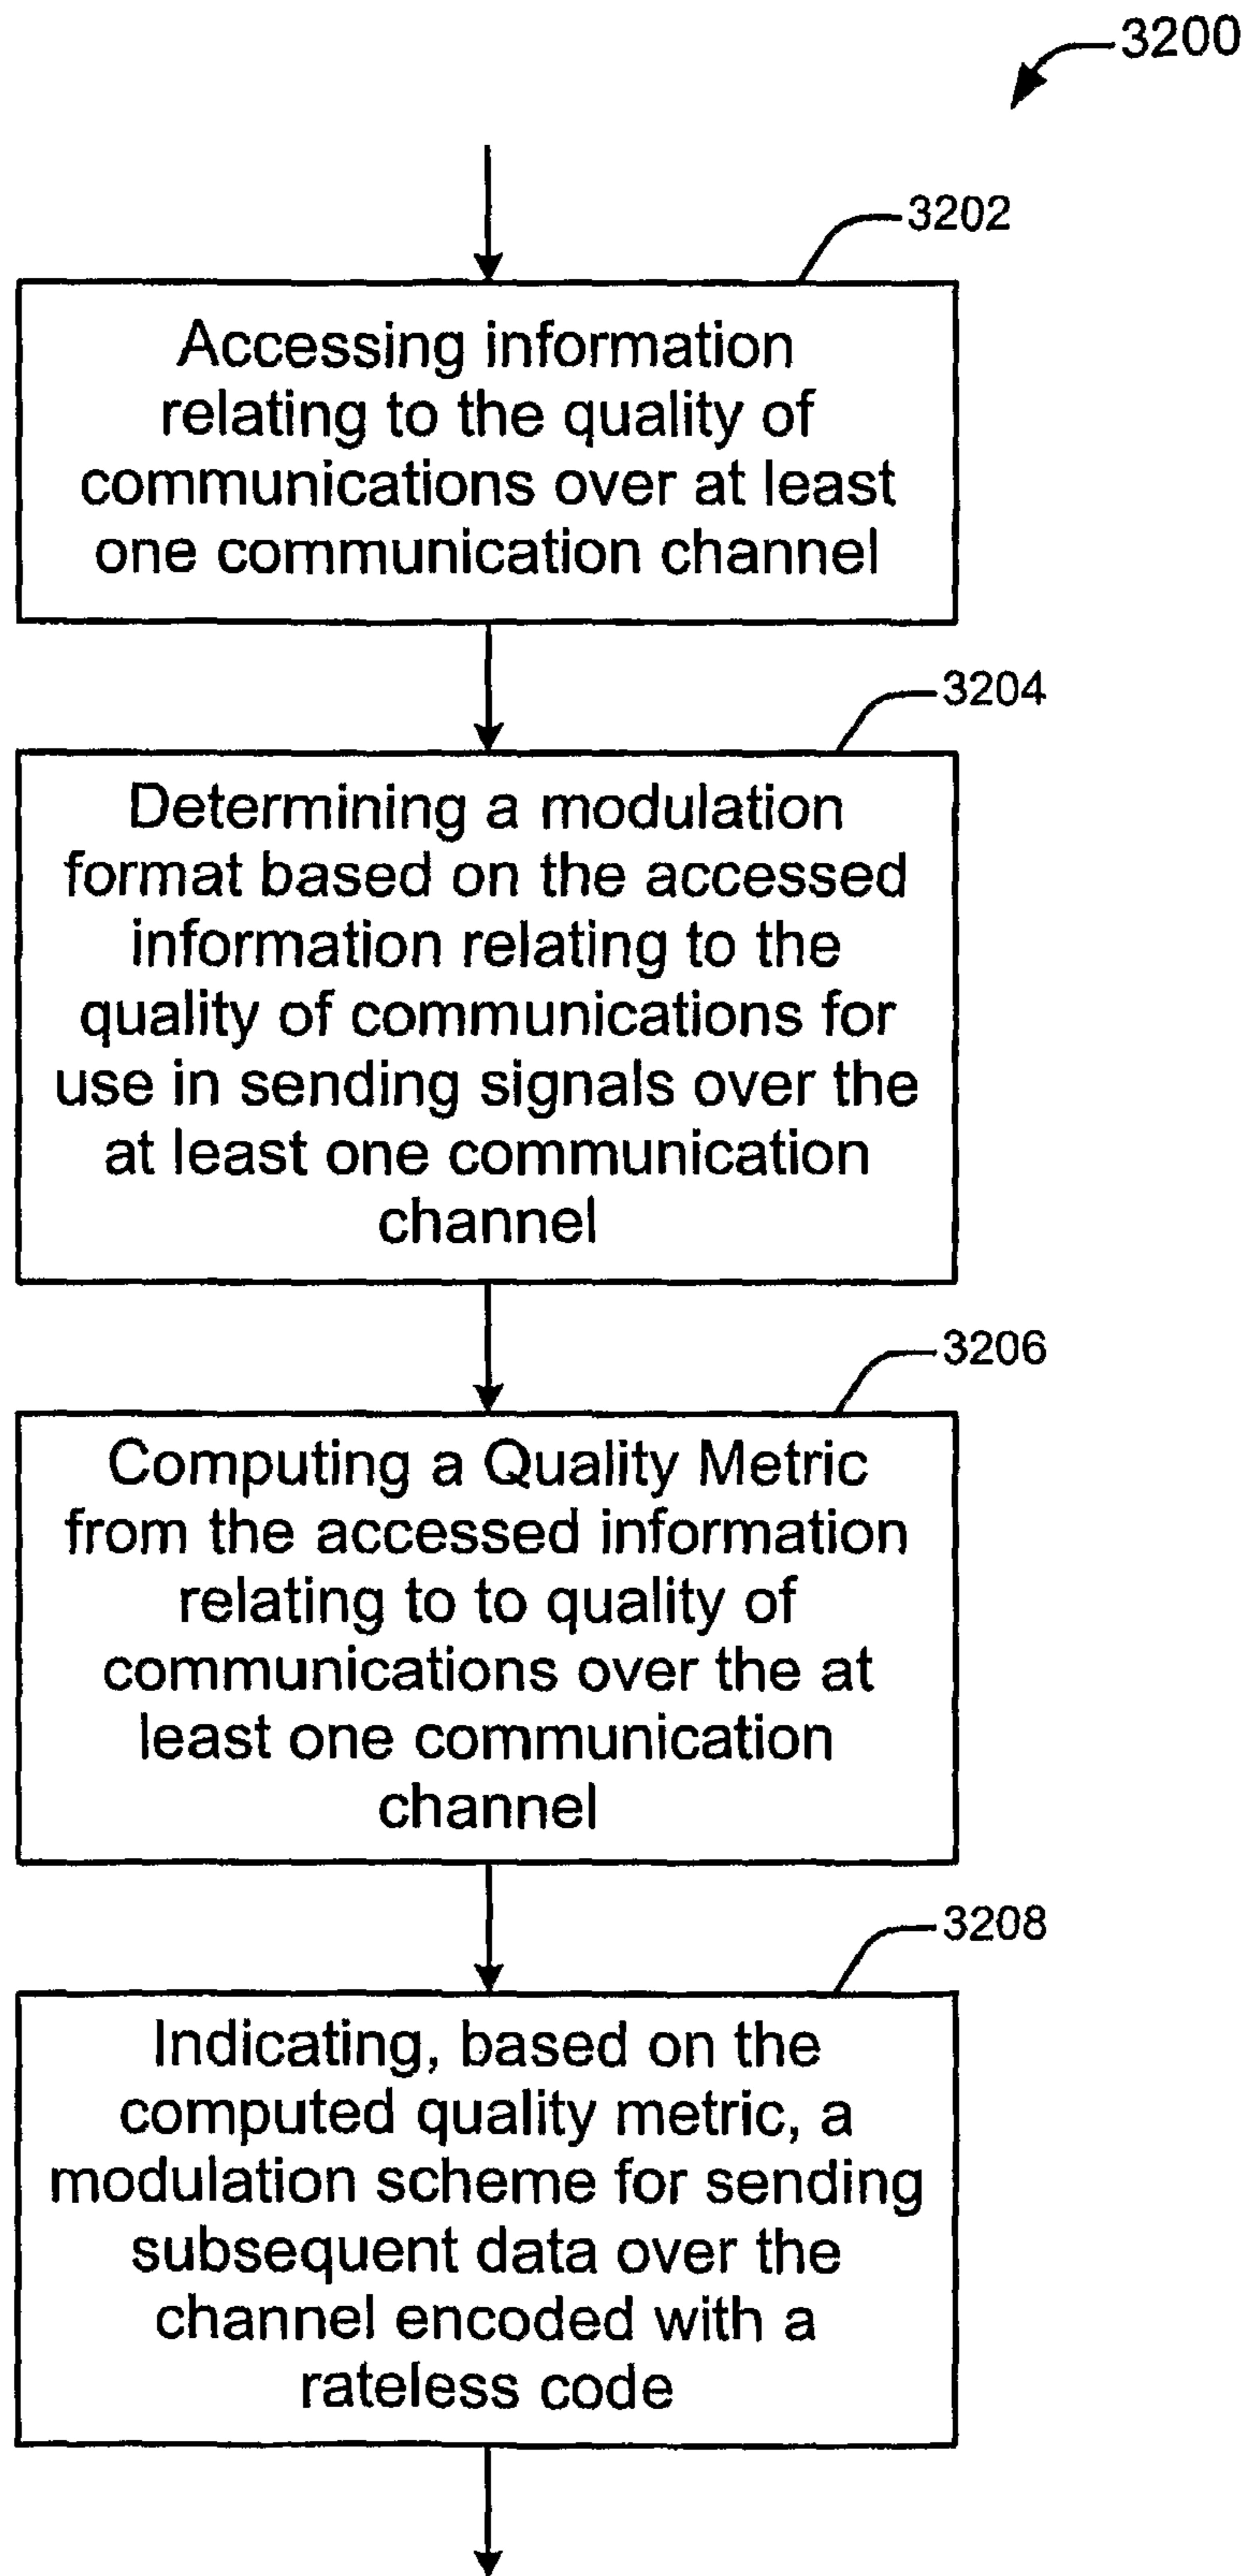 3200
3202
Accessing information
relating to the quality of
communications over at least
one communication channel
3204
Determining a modulation
format based on the accessed
information relating to the
quality of communications for
use in sending signals over the
at least one communication
channel
3206
Computing a Quality Metric
from the accessed information
relating to to quality of
communications over the at
least one communication
channel
3208
Indicating, based on the
computed quality metric, a
modulation scheme for sending
subsequent data over the
channel encoded with a
rateless code